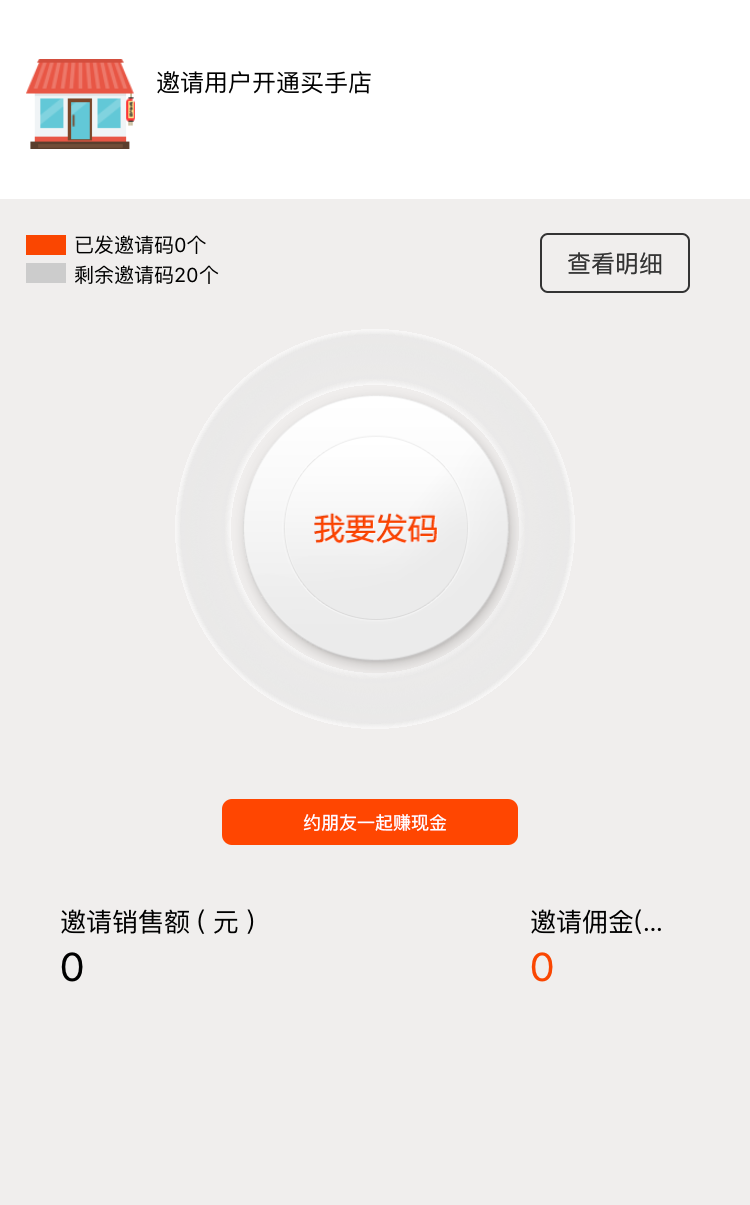 邀请用户开通买手店
已发邀请码0个
剩余邀请码20个
查看明细
我要发码
约朋友一起赚现金
邀请销售额 ( 元 )
0
邀请佣金(...
0